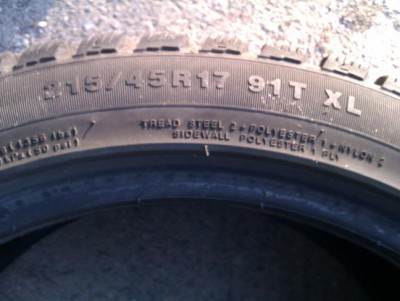 215/45R17 91T XL
TREAD STEEL 2 + POLYESTER 1 + NYLON 2
SIDEWALL POLYESTER 1 PLY